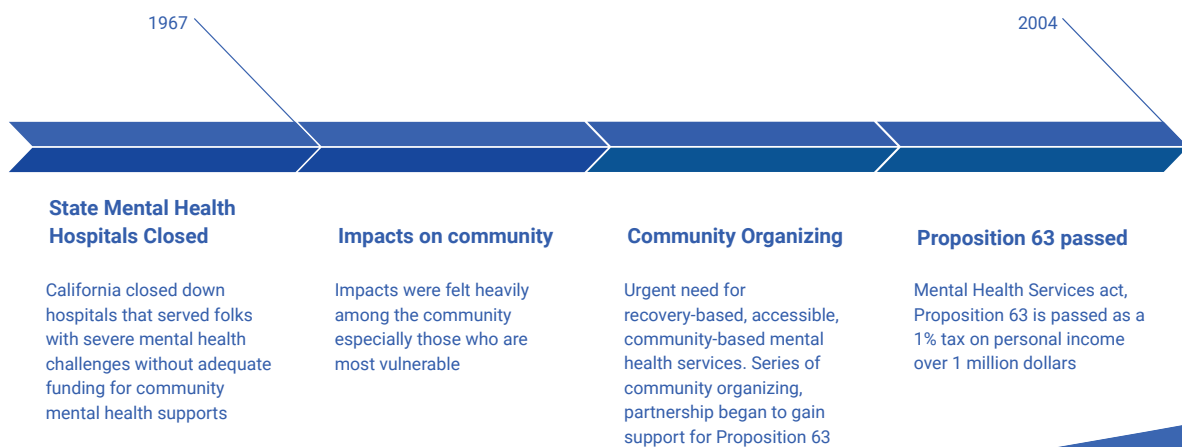 1967
2004
State Mental Health
Hospitals Closed
California closed down
hospitals that served folks
with severe mental health
challenges without adequate
funding for community
mental health supports
Impacts on community
Impacts were felt heavily
among the community
especially those who are
most vulnerable
Community Organizing
Urgent need for
recovery-based, accessible,
community-based mental
health services. Series of
community organizing,
partnership began to gain
support for Proposition 63
Proposition 63 passed
Mental Health Services act,
Proposition 63 is passed as a
1% tax on personal income
over 1 million dollars